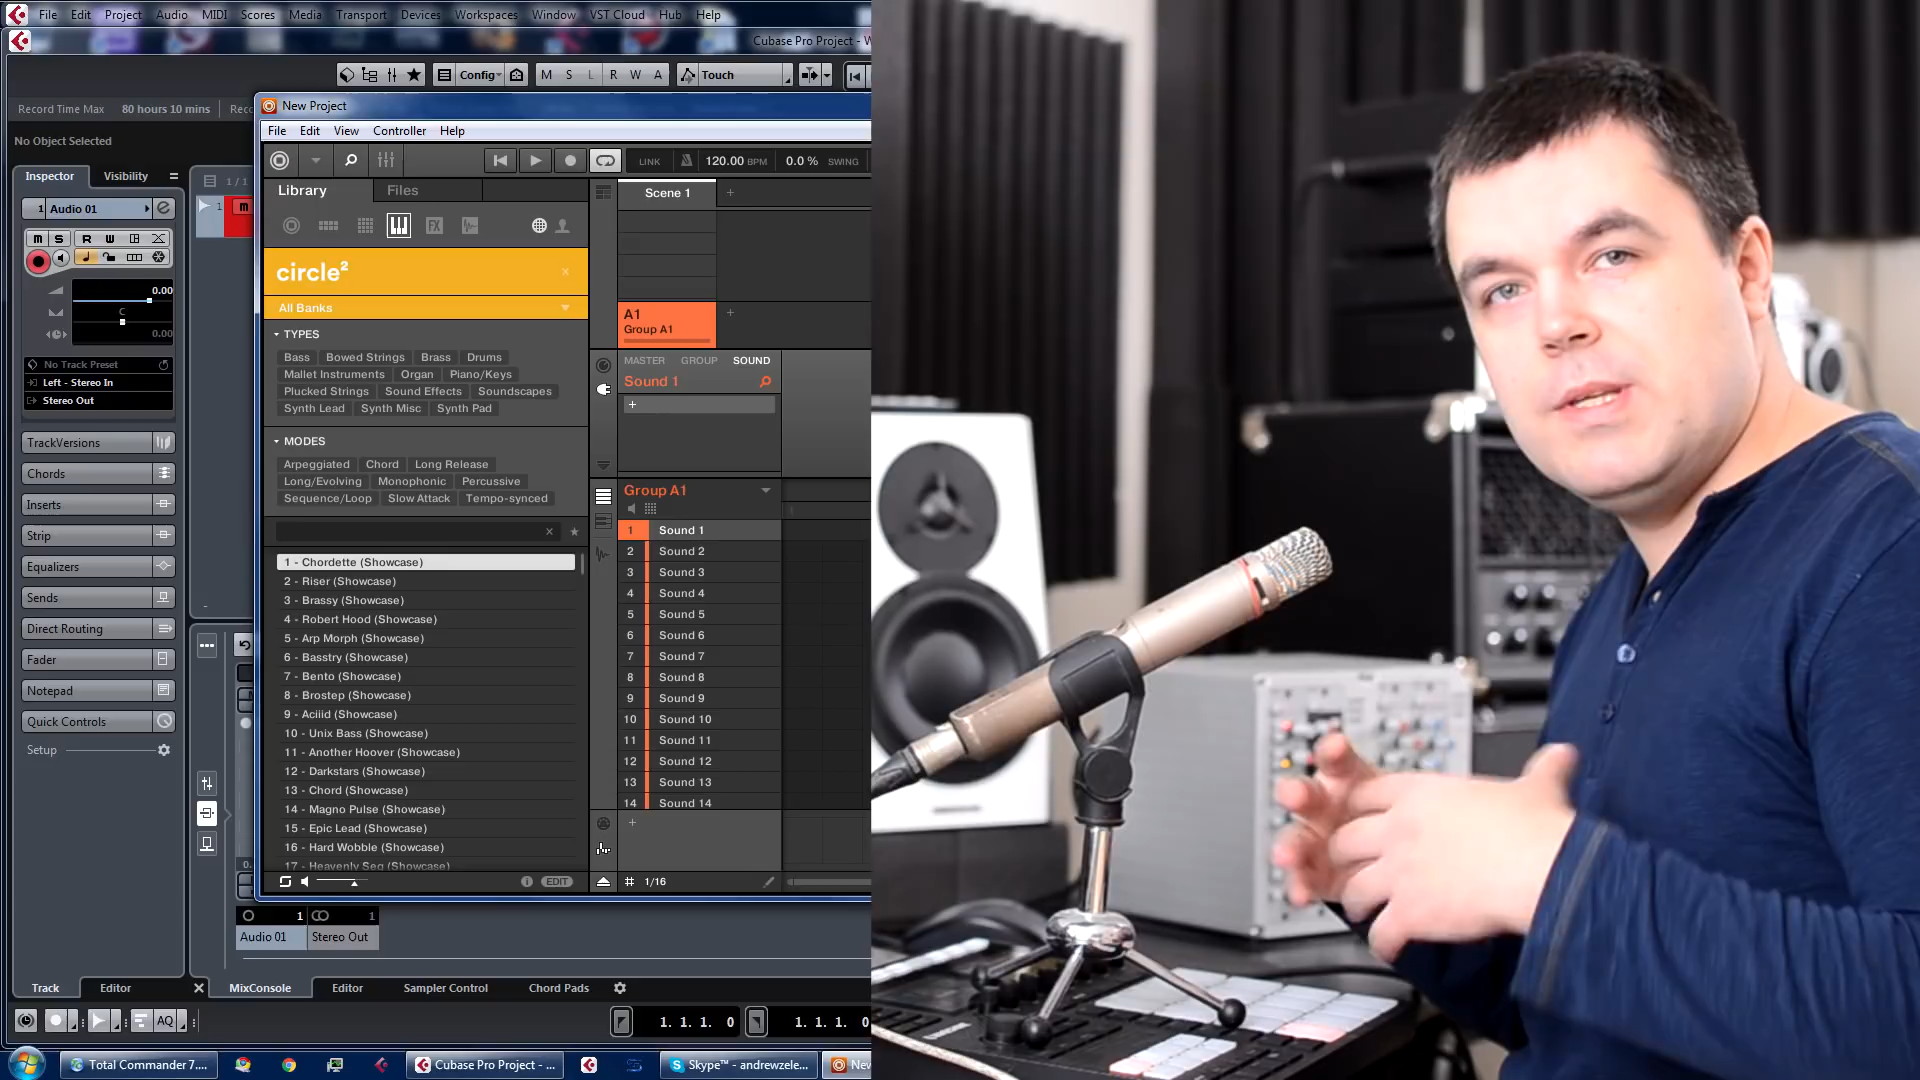 File Edit Project Audio MIDI Scores Media Transport Devices Workspaces Window VST Cloud Hub Help
Cubase Pro Project -
Config M S L R W A Touch
Record Time Max 80 hours 10 mins
New Project
File Edit View Controller Help
No Object Selected
LINK 120.00 BPM 0.0 % SWING
Inspector Visibility
1 / 1
Library Files
Scene 1 +
1 Audio 01
1 m
M S R W
0.00
C
0.00
No Track Preset
Left - Stereo In
Stereo Out
TrackVersions
Chords
Inserts
Strip
Equalizers
Sends
Direct Routing
Fader
Notepad
Quick Controls
Setup
FX
circle² ×
All Banks
TYPES
Bass Bowed Strings Brass Drums
Mallet Instruments Organ Piano/Keys
Plucked Strings Sound Effects Soundscapes
Synth Lead Synth Misc Synth Pad
MODES
Arpeggiated Chord Long Release
Long/Evolving Monophonic Percussive
Sequence/Loop Slow Attack Tempo-synced
×
1 - Chordette (Showcase)
2 - Riser (Showcase)
3 - Brassy (Showcase)
4 - Robert Hood (Showcase)
5 - Arp Morph (Showcase)
6 - Basstry (Showcase)
7 - Bento (Showcase)
8 - Brostep (Showcase)
9 - Aciiid (Showcase)
10 - Unix Bass (Showcase)
11 - Another Hoover (Showcase)
12 - Darkstars (Showcase)
13 - Chord (Showcase)
14 - Magno Pulse (Showcase)
15 - Epic Lead (Showcase)
16 - Hard Wobble (Showcase)
17 - Heavenly Seq (Showcase)
EDIT
A1 +
Group A1
MASTER GROUP SOUND
Sound 1
+
Group A1
1 Sound 1
2 Sound 2
3 Sound 3
4 Sound 4
5 Sound 5
6 Sound 6
7 Sound 7
8 Sound 8
9 Sound 9
10 Sound 10
11 Sound 11
12 Sound 12
13 Sound 13
14 Sound 14
+
1/16
1 1
Audio 01 Stereo Out
Track Editor MixConsole Editor Sampler Control Chord Pads
AQ 1. 1. 1. 0 1. 1. 1. 0
Total Commander 7.... Cubase Pro Project - ... Skype™ - andrewzele...